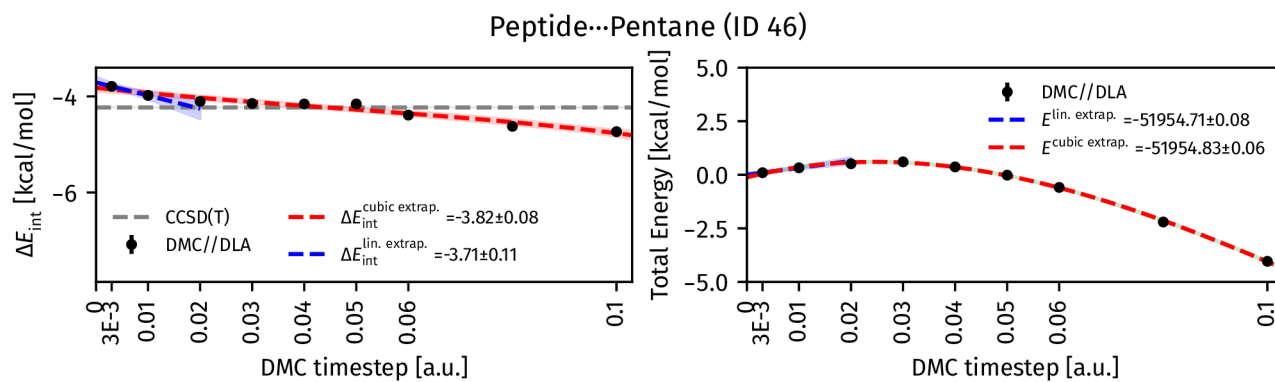 Peptide···Pentane (ID 46)
ΔE_int [kcal/mol]
−4
−6
CCSD(T)
DMC//DLA
ΔE_int^cubic extrap. =-3.82±0.08
ΔE_int^lin. extrap. =-3.71±0.11
0
3E-3
0.01
0.02
0.03
0.04
0.05
0.06
0.1
DMC timestep [a.u.]
Total Energy [kcal/mol]
5.0
2.5
0.0
−2.5
−5.0
DMC//DLA
E^lin. extrap. =-51954.71±0.08
E^cubic extrap. =-51954.83±0.06
0
3E-3
0.01
0.02
0.03
0.04
0.05
0.06
0.1
DMC timestep [a.u.]